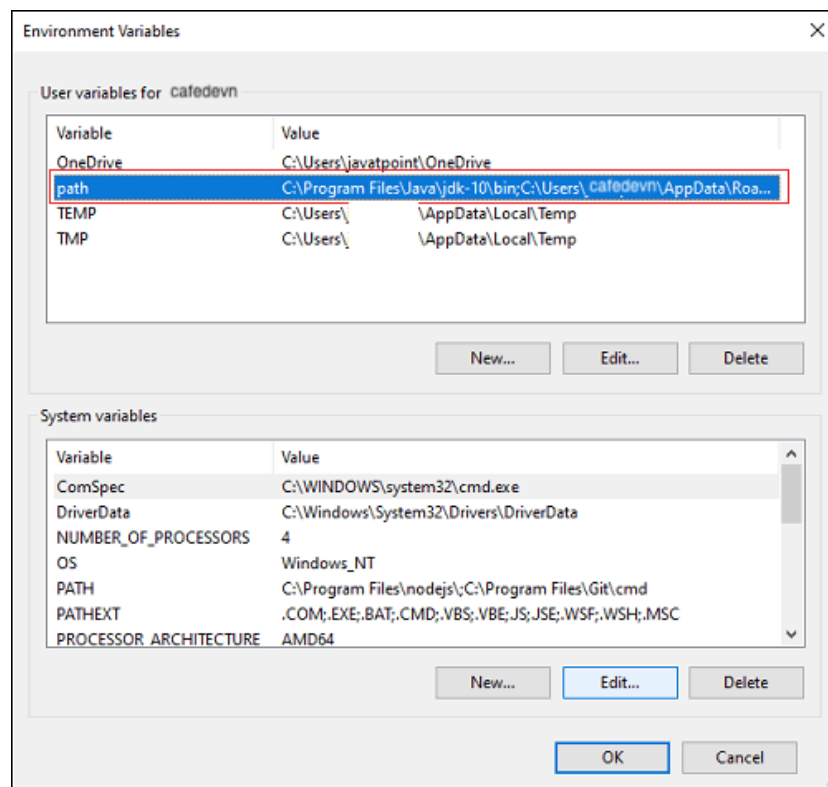 Environment Variables
User variables for cafedevn
Variable Value
OneDrive C:\Users\javatpoint\OneDrive
path C:\Program Files\Java\jdk-10\bin;C:\Users\cafedevn\AppData\Roa...
TEMP C:\Users\ \AppData\Local\Temp
TMP C:\Users\ \AppData\Local\Temp
New... Edit... Delete
System variables
Variable Value
ComSpec C:\WINDOWS\system32\cmd.exe
DriverData C:\Windows\System32\Drivers\DriverData
NUMBER_OF_PROCESSORS 4
OS Windows_NT
PATH C:\Program Files\nodejs\;C:\Program Files\Git\cmd
PATHEXT .COM;.EXE;.BAT;.CMD;.VBS;.VBE;.JS;.JSE;.WSF;.WSH;.MSC
PROCESSOR_ARCHITECTURE AMD64
New... Edit... Delete
OK Cancel